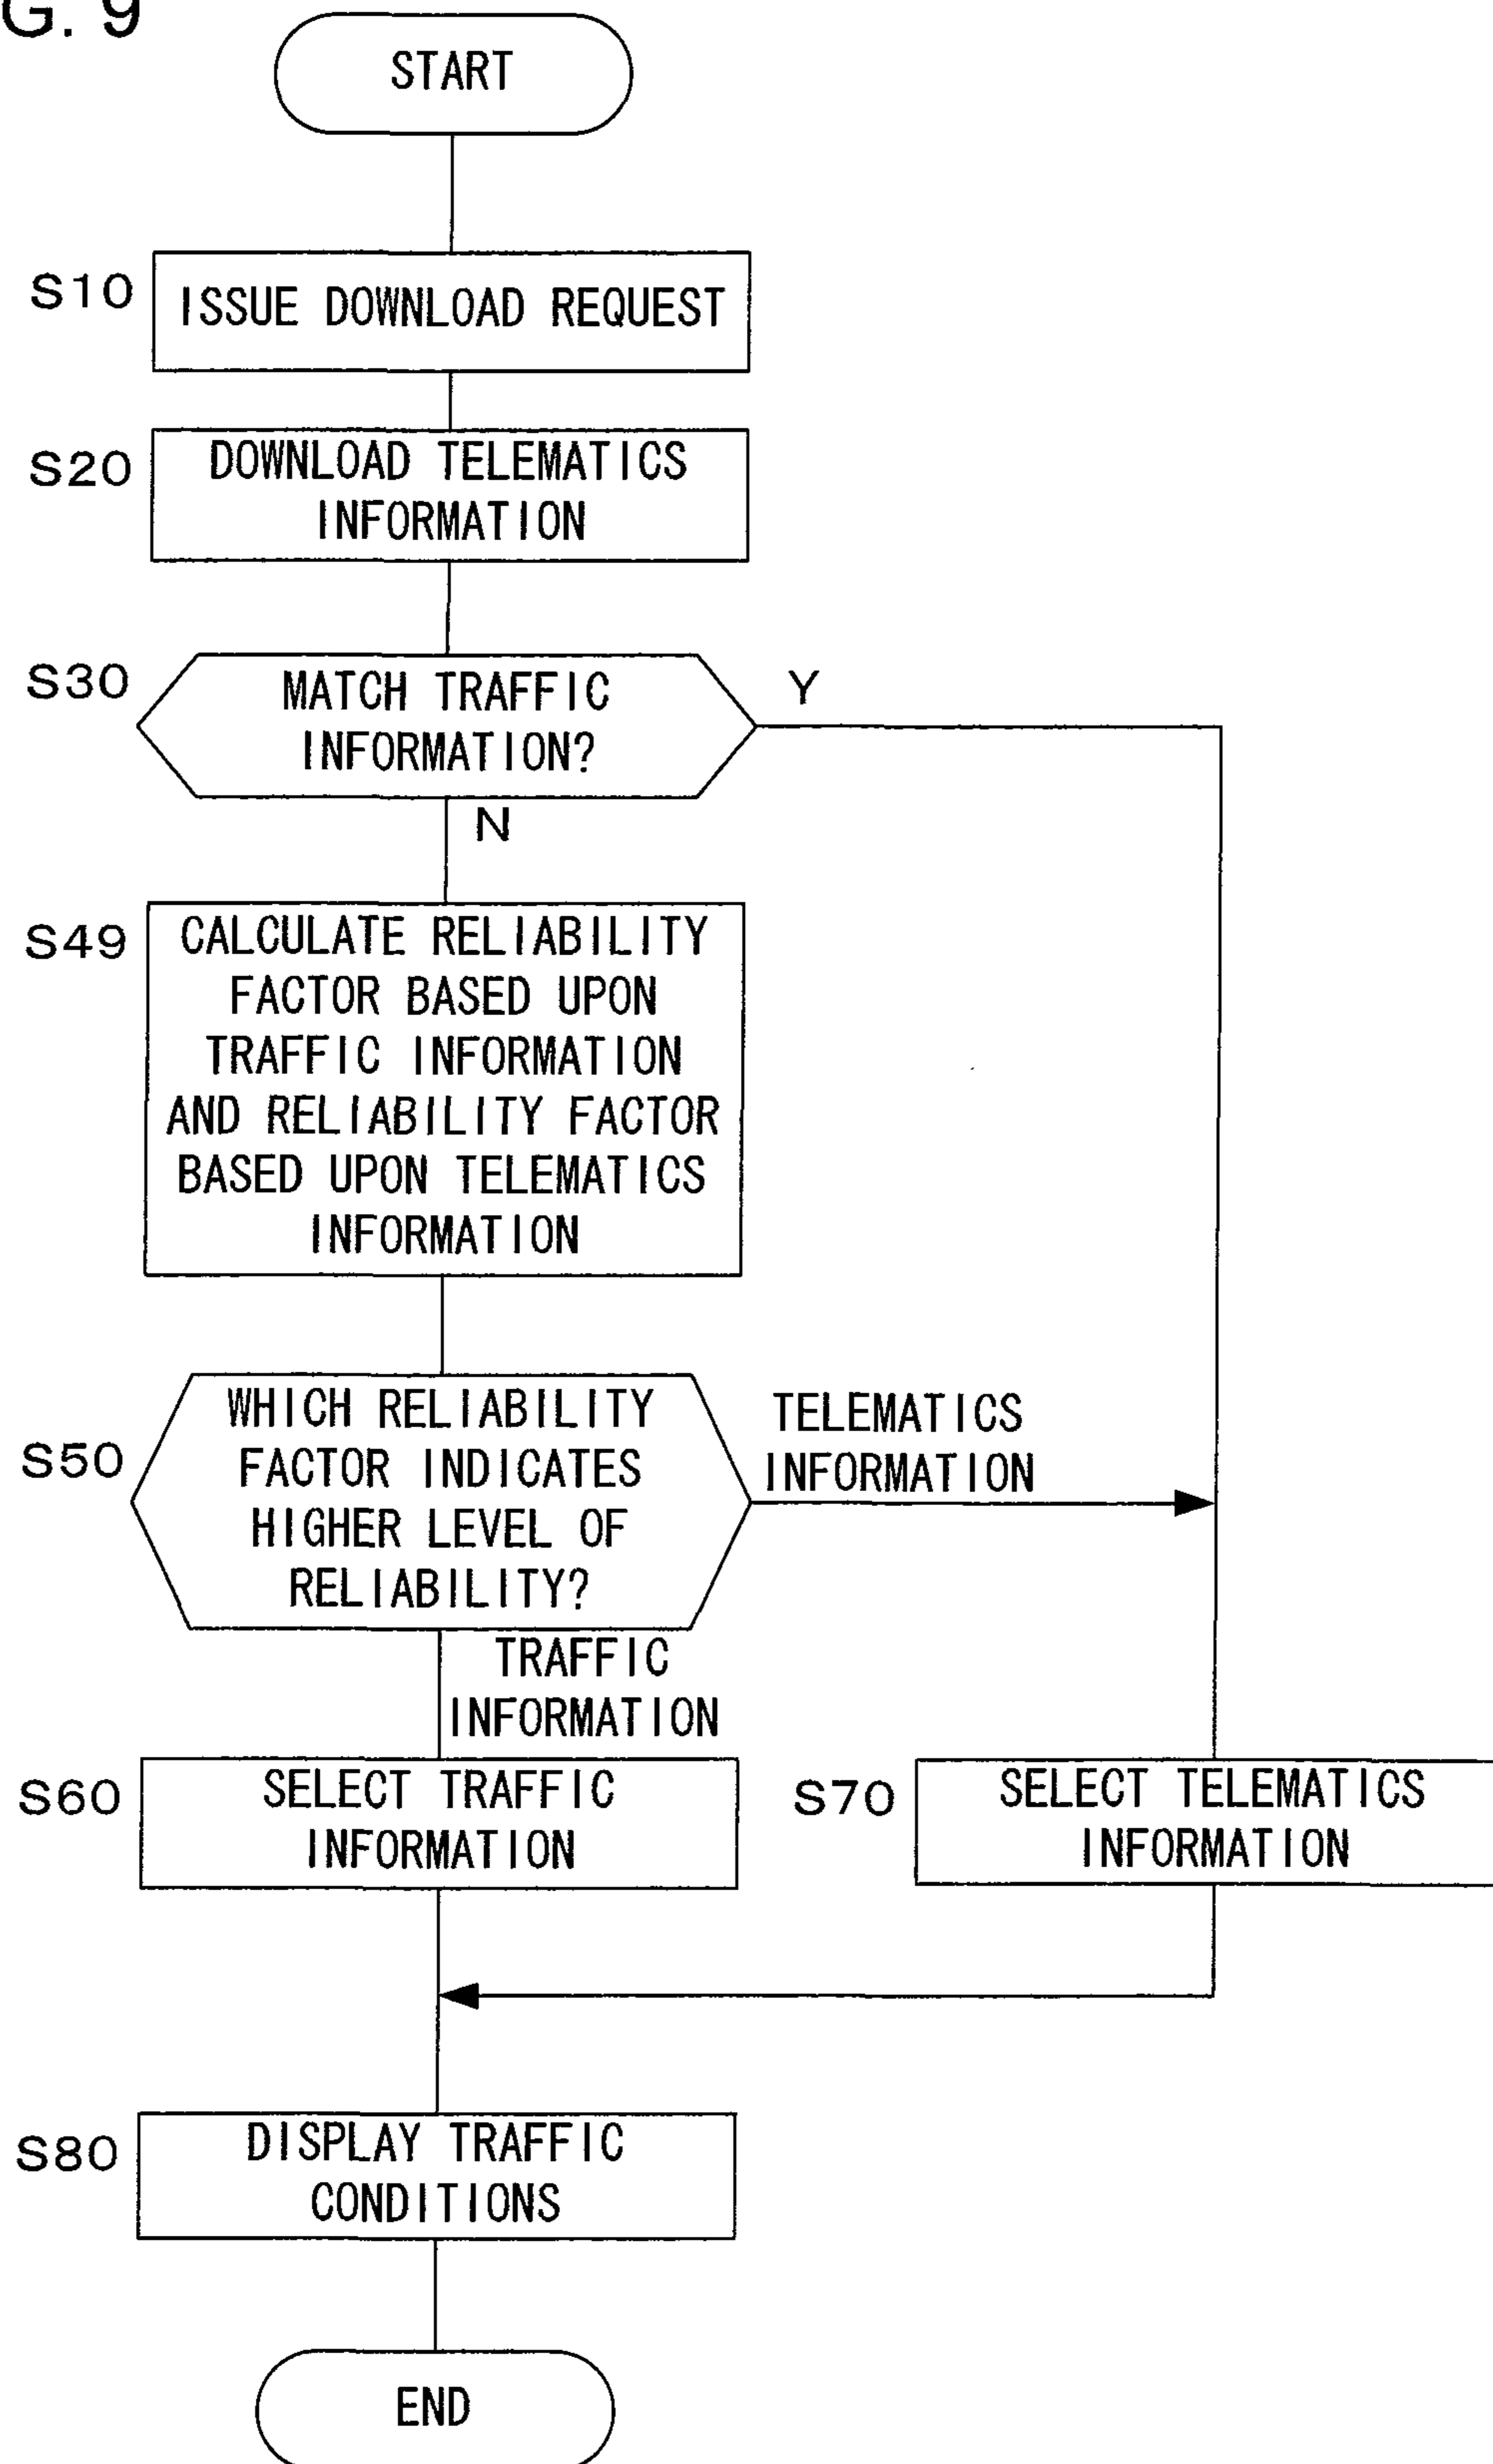 G. 9
START
S10
ISSUE DOWNLOAD REQUEST
S20
DOWNLOAD TELEMATICS
INFORMATION
S30
MATCH TRAFFIC
INFORMATION?
Y
N
S49
CALCULATE RELIABILITY
FACTOR BASED UPON
TRAFFIC INFORMATION
AND RELIABILITY FACTOR
BASED UPON TELEMATICS
INFORMATION
S50
WHICH RELIABILITY
FACTOR INDICATES
HIGHER LEVEL OF
RELIABILITY?
TELEMATICS
INFORMATION
TRAFFIC
INFORMATION
S60
SELECT TRAFFIC
INFORMATION
S70
SELECT TELEMATICS
INFORMATION
S80
DISPLAY TRAFFIC
CONDITIONS
END